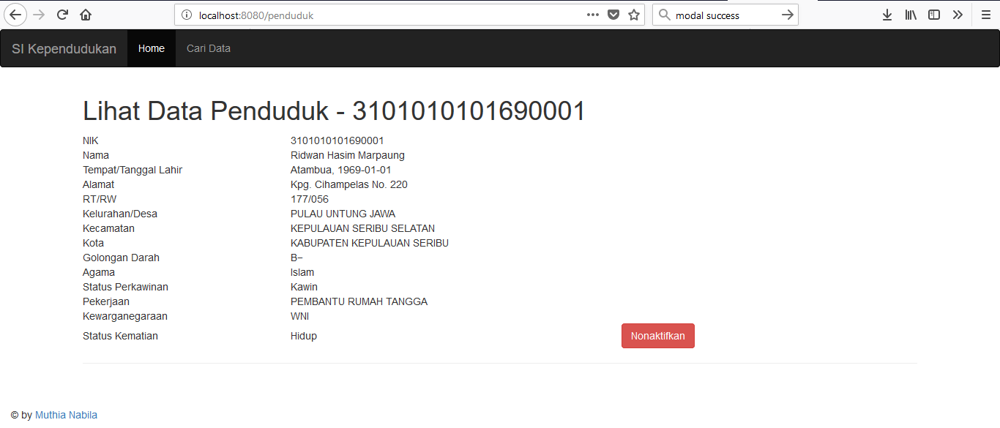 localhost:8080/penduduk
modal success
SI Kependudukan Home Cari Data
Lihat Data Penduduk - 3101010101690001
NIK 3101010101690001
Nama Ridwan Hasim Marpaung
Tempat/Tanggal Lahir Atambua, 1969-01-01
Alamat Kpg. Cihampelas No. 220
RT/RW 177/056
Kelurahan/Desa PULAU UNTUNG JAWA
Kecamatan KEPULAUAN SERIBU SELATAN
Kota KABUPATEN KEPULAUAN SERIBU
Golongan Darah B−
Agama Islam
Status Perkawinan Kawin
Pekerjaan PEMBANTU RUMAH TANGGA
Kewarganegaraan WNI
Status Kematian Hidup Nonaktifkan
© by Muthia Nabila